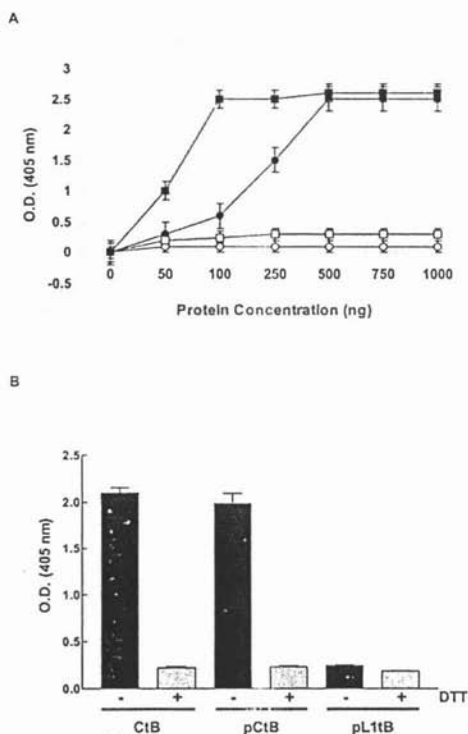 A
3
2.5
2
1.5
1
0.5
0
-0.5
O.D. (405 nm)
0 50 100 250 500 750 1000
Protein Concentration (ng)
B
2.5
2.0
1.5
1.0
0.5
0.0
O.D. (405 nm)
- + - + - + DTT
CtB pCtB pL1tB